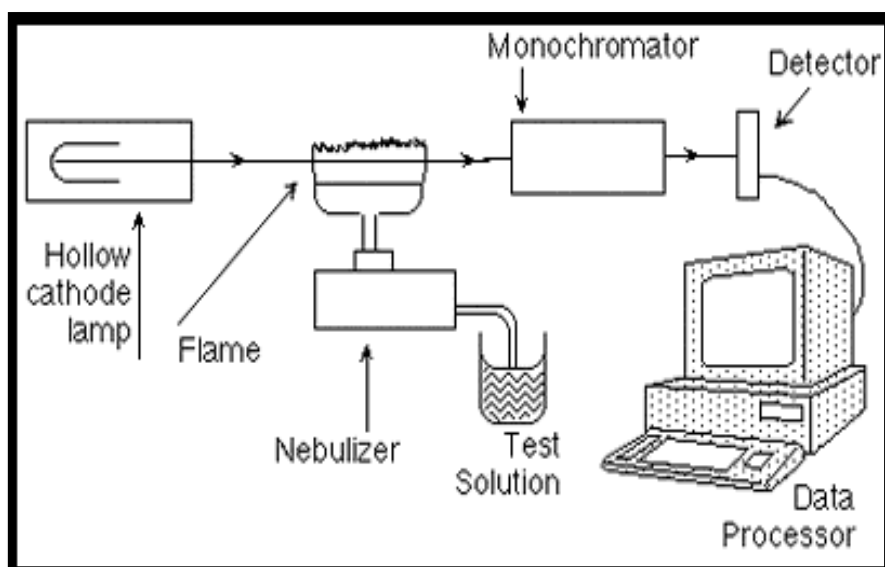 Monochromator
Detector
Hollow
cathode
lamp
Flame
Nebulizer
Test
Solution
Data
Processor